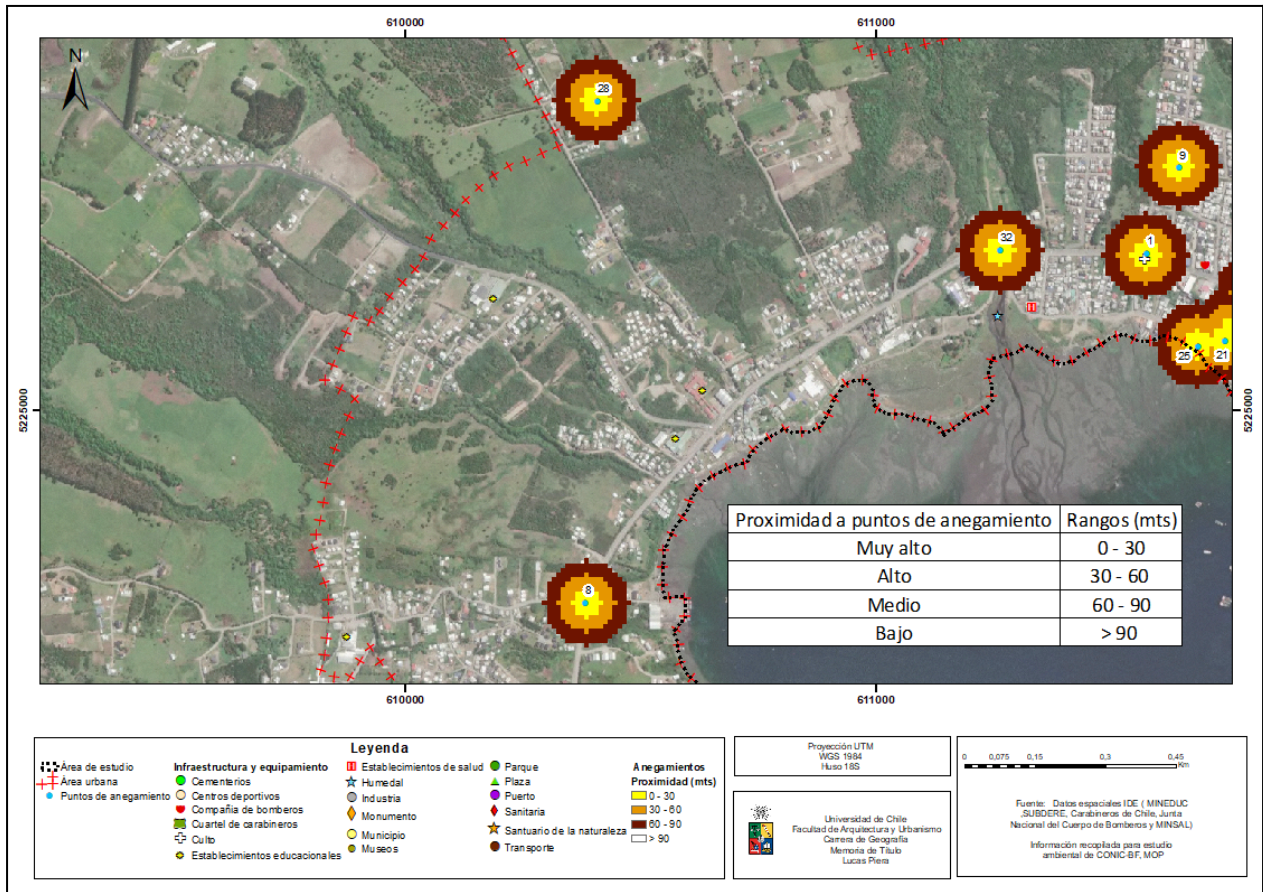 610000
611000
N
28
9
32
1
25
21
8
5225000
5225000
Proximidad a puntos de anegamiento Rangos (mts)
Muy alto 0 - 30
Alto 30 - 60
Medio 60 - 90
Bajo > 90
610000
611000
Leyenda
Área de estudio
Área urbana
Puntos de anegamiento
Infraestructura y equipamiento
Cementerios
Centros deportivos
Compañia de bomberos
Cuartel de carabineros
Culto
Establecimientos educacionales
Establecimientos de salud
Humedal
Industria
Monumento
Municipio
Museos
Parque
Plaza
Puerto
Sanitaria
Santuario de la naturaleza
Transporte
Anegamientos
Proximidad (mts)
0 - 30
30 - 60
60 - 90
> 90
Proyección UTM
WGS 1984
Huso 18S
Universidad de Chile
Facultad de Arquitectura y Urbanismo
Carrera de Geografía
Memoria de Título
Lucas Piera
0 0,075 0,15 0,3 0,45
Km
Fuente: Datos espaciales IDE ( MINEDUC
,SUBDERE, Carabineros de Chile, Junta
Nacional del Cuerpo de Bomberos y MINSAL)
Información recopilada para estudio
ambiental de CONIC-BF, MOP